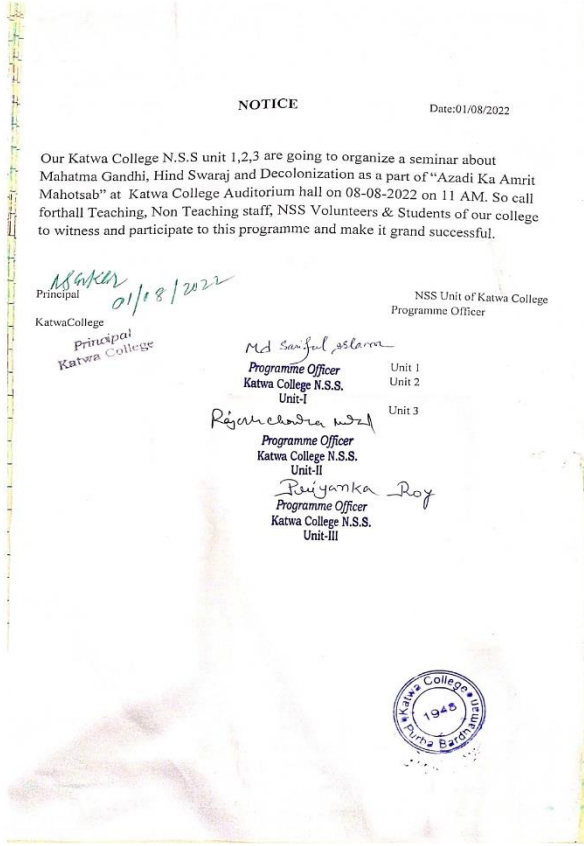 NOTICE
Date:01/08/2022
Our Katwa College N.S.S unit 1,2,3 are going to organize a seminar about
Mahatma Gandhi, Hind Swaraj and Decolonization as a part of “Azadi Ka Amrit
Mahotsab” at Katwa College Auditorium hall on 08-08-2022 on 11 AM. So call
forthall Teaching, Non Teaching staff, NSS Volunteers & Students of our college
to witness and participate to this programme and make it grand successful.
01/08/2022
Principal
KatwaCollege
Principal
Katwa College
NSS Unit of Katwa College
Programme Officer
Md Sariful Islam
Programme Officer
Katwa College N.S.S.
Unit-I
Unit 1
Unit 2
Unit 3
Programme Officer
Katwa College N.S.S.
Unit-II
Priyanka Roy
Programme Officer
Katwa College N.S.S.
Unit-III
Katwa College
1948
Purba Bardhaman